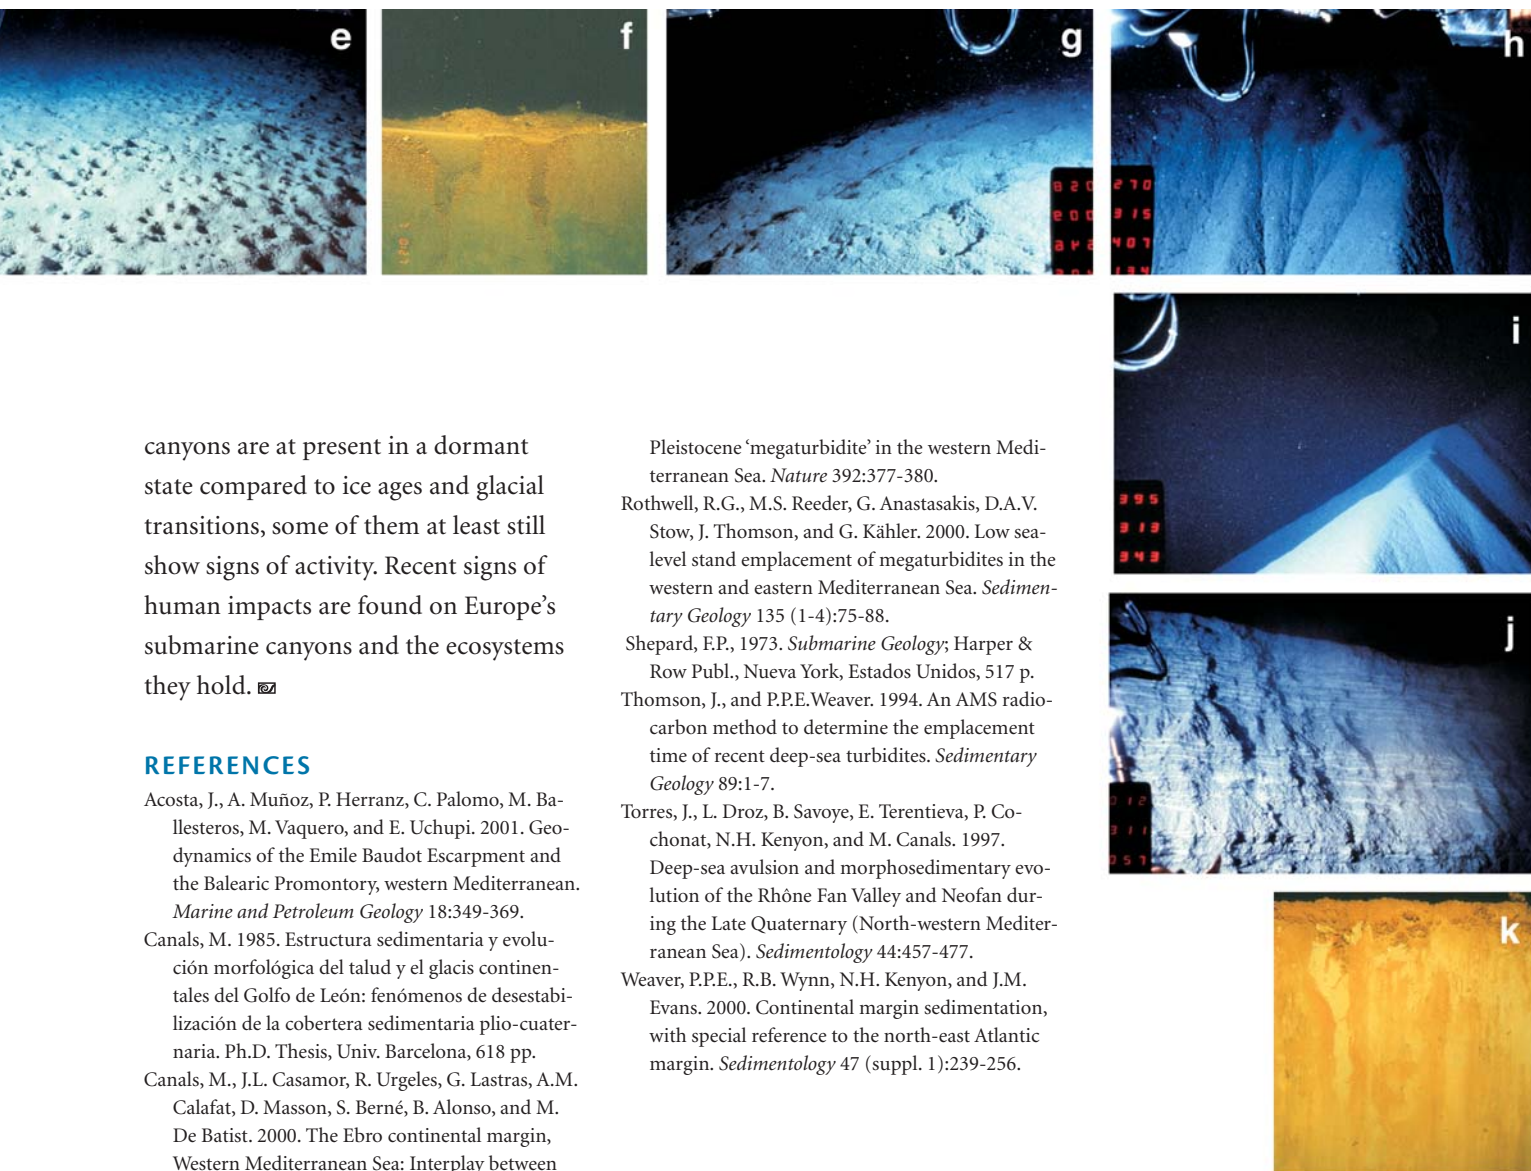 e
f
g
h
820
900
270
315
407
134
i
395
313
343
j
012
311
057
k
canyons are at present in a dormant
state compared to ice ages and glacial
transitions, some of them at least still
show signs of activity. Recent signs of
human impacts are found on Europe’s
submarine canyons and the ecosystems
they hold.
REFERENCES
Acosta, J., A. Muñoz, P. Herranz, C. Palomo, M. Ba-
llesteros, M. Vaquero, and E. Uchupi. 2001. Geo-
dynamics of the Emile Baudot Escarpment and
the Balearic Promontory, western Mediterranean.
Marine and Petroleum Geology 18:349-369.
Canals, M. 1985. Estructura sedimentaria y evolu-
ción morfológica del talud y el glacis continen-
tales del Golfo de León: fenómenos de desestabi-
lización de la cobertera sedimentaria plio-cuater-
naria. Ph.D. Thesis, Univ. Barcelona, 618 pp.
Canals, M., J.L. Casamor, R. Urgeles, G. Lastras, A.M.
Calafat, D. Masson, S. Berné, B. Alonso, and M.
De Batist. 2000. The Ebro continental margin,
Western Mediterranean Sea: Interplay between
Pleistocene ‘megaturbidite’ in the western Medi-
terranean Sea. Nature 392:377-380.
Rothwell, R.G., M.S. Reeder, G. Anastasakis, D.A.V.
Stow, J. Thomson, and G. Kähler. 2000. Low sea-
level stand emplacement of megaturbidites in the
western and eastern Mediterranean Sea. Sedimen-
tary Geology 135 (1-4):75-88.
Shepard, F.P., 1973. Submarine Geology; Harper &
Row Publ., Nueva York, Estados Unidos, 517 p.
Thomson, J., and P.P.E.Weaver. 1994. An AMS radio-
carbon method to determine the emplacement
time of recent deep-sea turbidites. Sedimentary
Geology 89:1-7.
Torres, J., L. Droz, B. Savoye, E. Terentieva, P. Co-
chonat, N.H. Kenyon, and M. Canals. 1997.
Deep-sea avulsion and morphosedimentary evo-
lution of the Rhône Fan Valley and Neofan dur-
ing the Late Quaternary (North-western Mediter-
ranean Sea). Sedimentology 44:457-477.
Weaver, P.P.E., R.B. Wynn, N.H. Kenyon, and J.M.
Evans. 2000. Continental margin sedimentation,
with special reference to the north-east Atlantic
margin. Sedimentology 47 (suppl. 1):239-256.